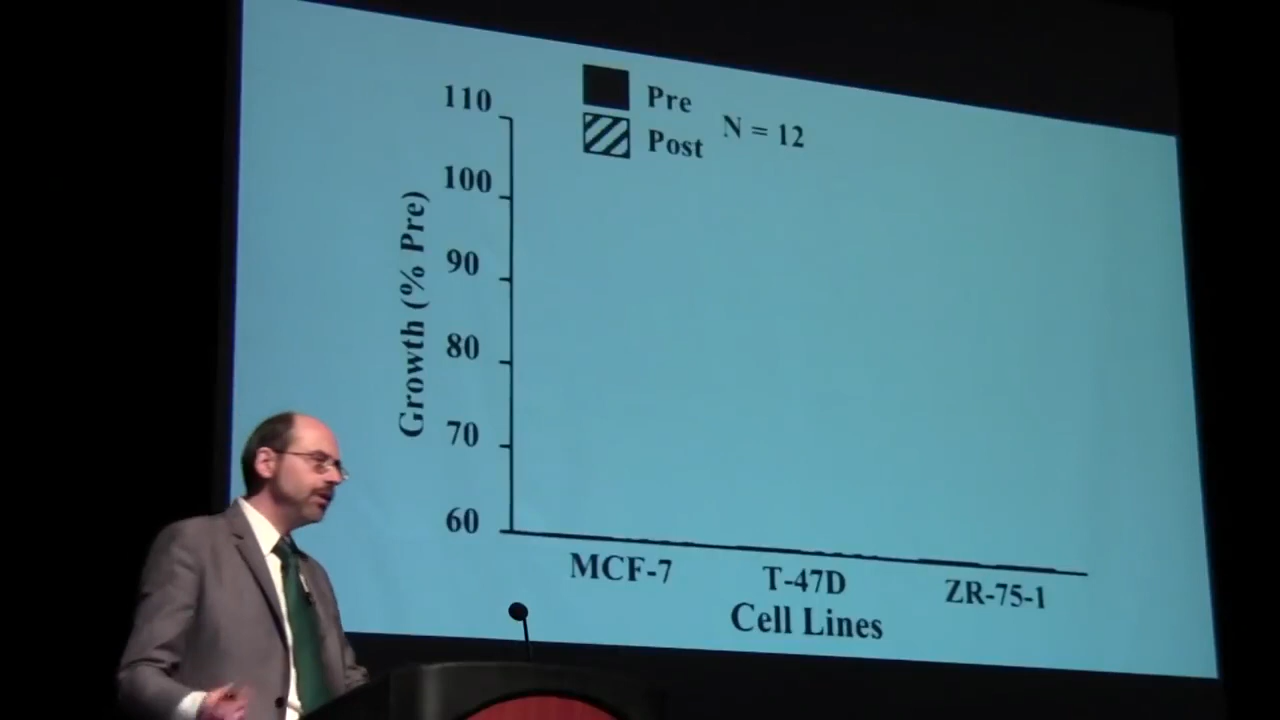 Pre
Post
N = 12
110
100
90
80
70
60
Growth (% Pre)
MCF-7
T-47D
ZR-75-1
Cell Lines